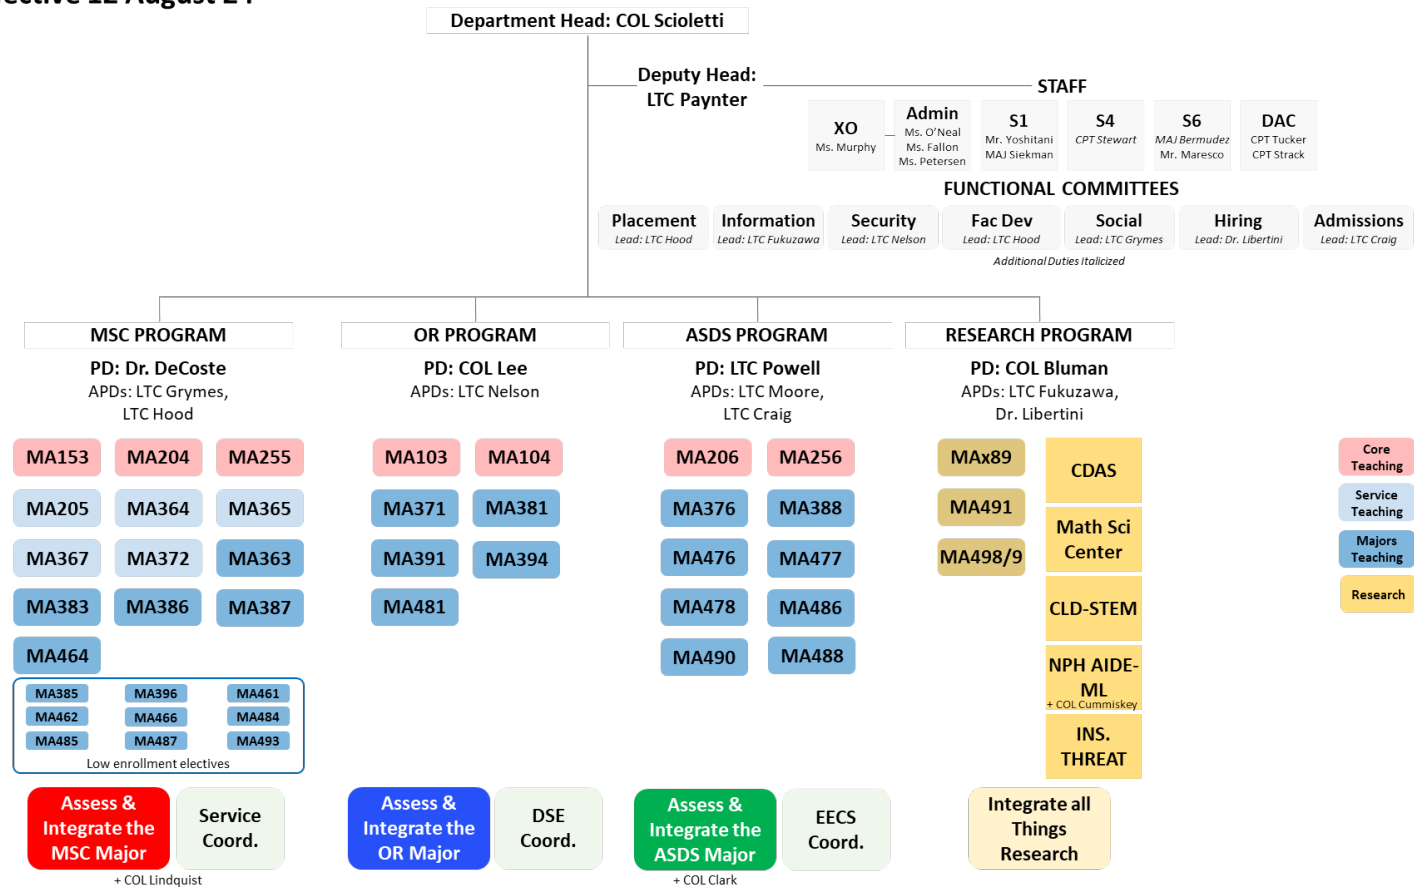 ective 12 August 24
Department Head: COL Scioletti
Deputy Head:
LTC Paynter
STAFF
XO
Ms. Murphy
Admin
Ms. O'Neal
Ms. Fallon
Ms. Petersen
S1
Mr. Yoshitani
MAJ Siekman
S4
CPT Stewart
S6
MAJ Bermudez
Mr. Maresco
DAC
CPT Tucker
CPT Strack
FUNCTIONAL COMMITTEES
Placement
Lead: LTC Hood
Information
Lead: LTC Fukuzawa
Security
Lead: LTC Nelson
Fac Dev
Lead: LTC Hood
Social
Lead: LTC Grymes
Hiring
Lead: Dr. Libertini
Admissions
Lead: LTC Craig
Additional Duties Italicized
MSC PROGRAM
PD: Dr. DeCoste
APDs: LTC Grymes,
LTC Hood
MA153 MA204 MA255
MA205 MA364 MA365
MA367 MA372 MA363
MA383 MA386 MA387
MA464
MA385 MA396 MA461
MA462 MA466 MA484
MA485 MA487 MA493
Low enrollment electives
Assess &
Integrate the
MSC Major
+ COL Lindquist
Service
Coord.
OR PROGRAM
PD: COL Lee
APDs: LTC Nelson
MA103 MA104
MA371 MA381
MA391 MA394
MA481
Assess &
Integrate the
OR Major
DSE
Coord.
ASDS PROGRAM
PD: LTC Powell
APDs: LTC Moore,
LTC Craig
MA206 MA256
MA376 MA388
MA476 MA477
MA478 MA486
MA490 MA488
Assess &
Integrate the
ASDS Major
+ COL Clark
EECS
Coord.
RESEARCH PROGRAM
PD: COL Bluman
APDs: LTC Fukuzawa,
Dr. Libertini
MAx89
MA491
MA498/9
CDAS
Math Sci
Center
CLD-STEM
NPH AIDE-
ML
+ COL Cummiskey
INS.
THREAT
Integrate all
Things
Research
Core
Teaching
Service
Teaching
Majors
Teaching
Research